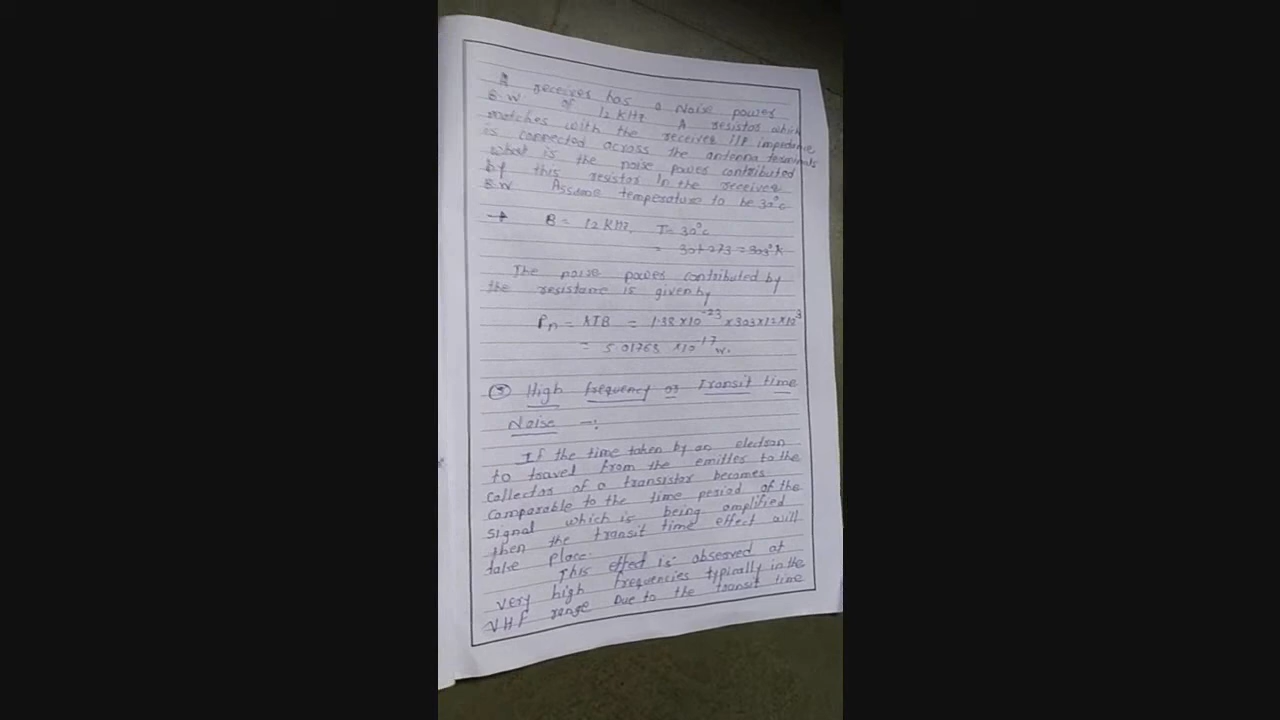 A receiver has a Noise power
B.W of 12 KHz A resistor which
matches with the receiver i/P impedance
is connected across the antenna terminals
what is the noise power contributed
by this resistor In the receiver
B.W Assume temperature to be 30°c
→ B = 12 KHz, T = 30°c
= 30+273 = 303°K
The noise power contributed by
the resistance is given by
Pn = KTB = 1.38 ×10⁻²³ ×303×12×10³
= 5.01768 ×10⁻¹⁷ w.
③ High frequency or Transit time
Noise -:
If the time taken by an electron
to travel from the emitter to the
collector of a transistor becomes
comparable to the time period of the
signal which is being amplified
then the transit time effect will
take place.
This effect is observed at
very high frequencies typically in the
VHF range Due to the transit time